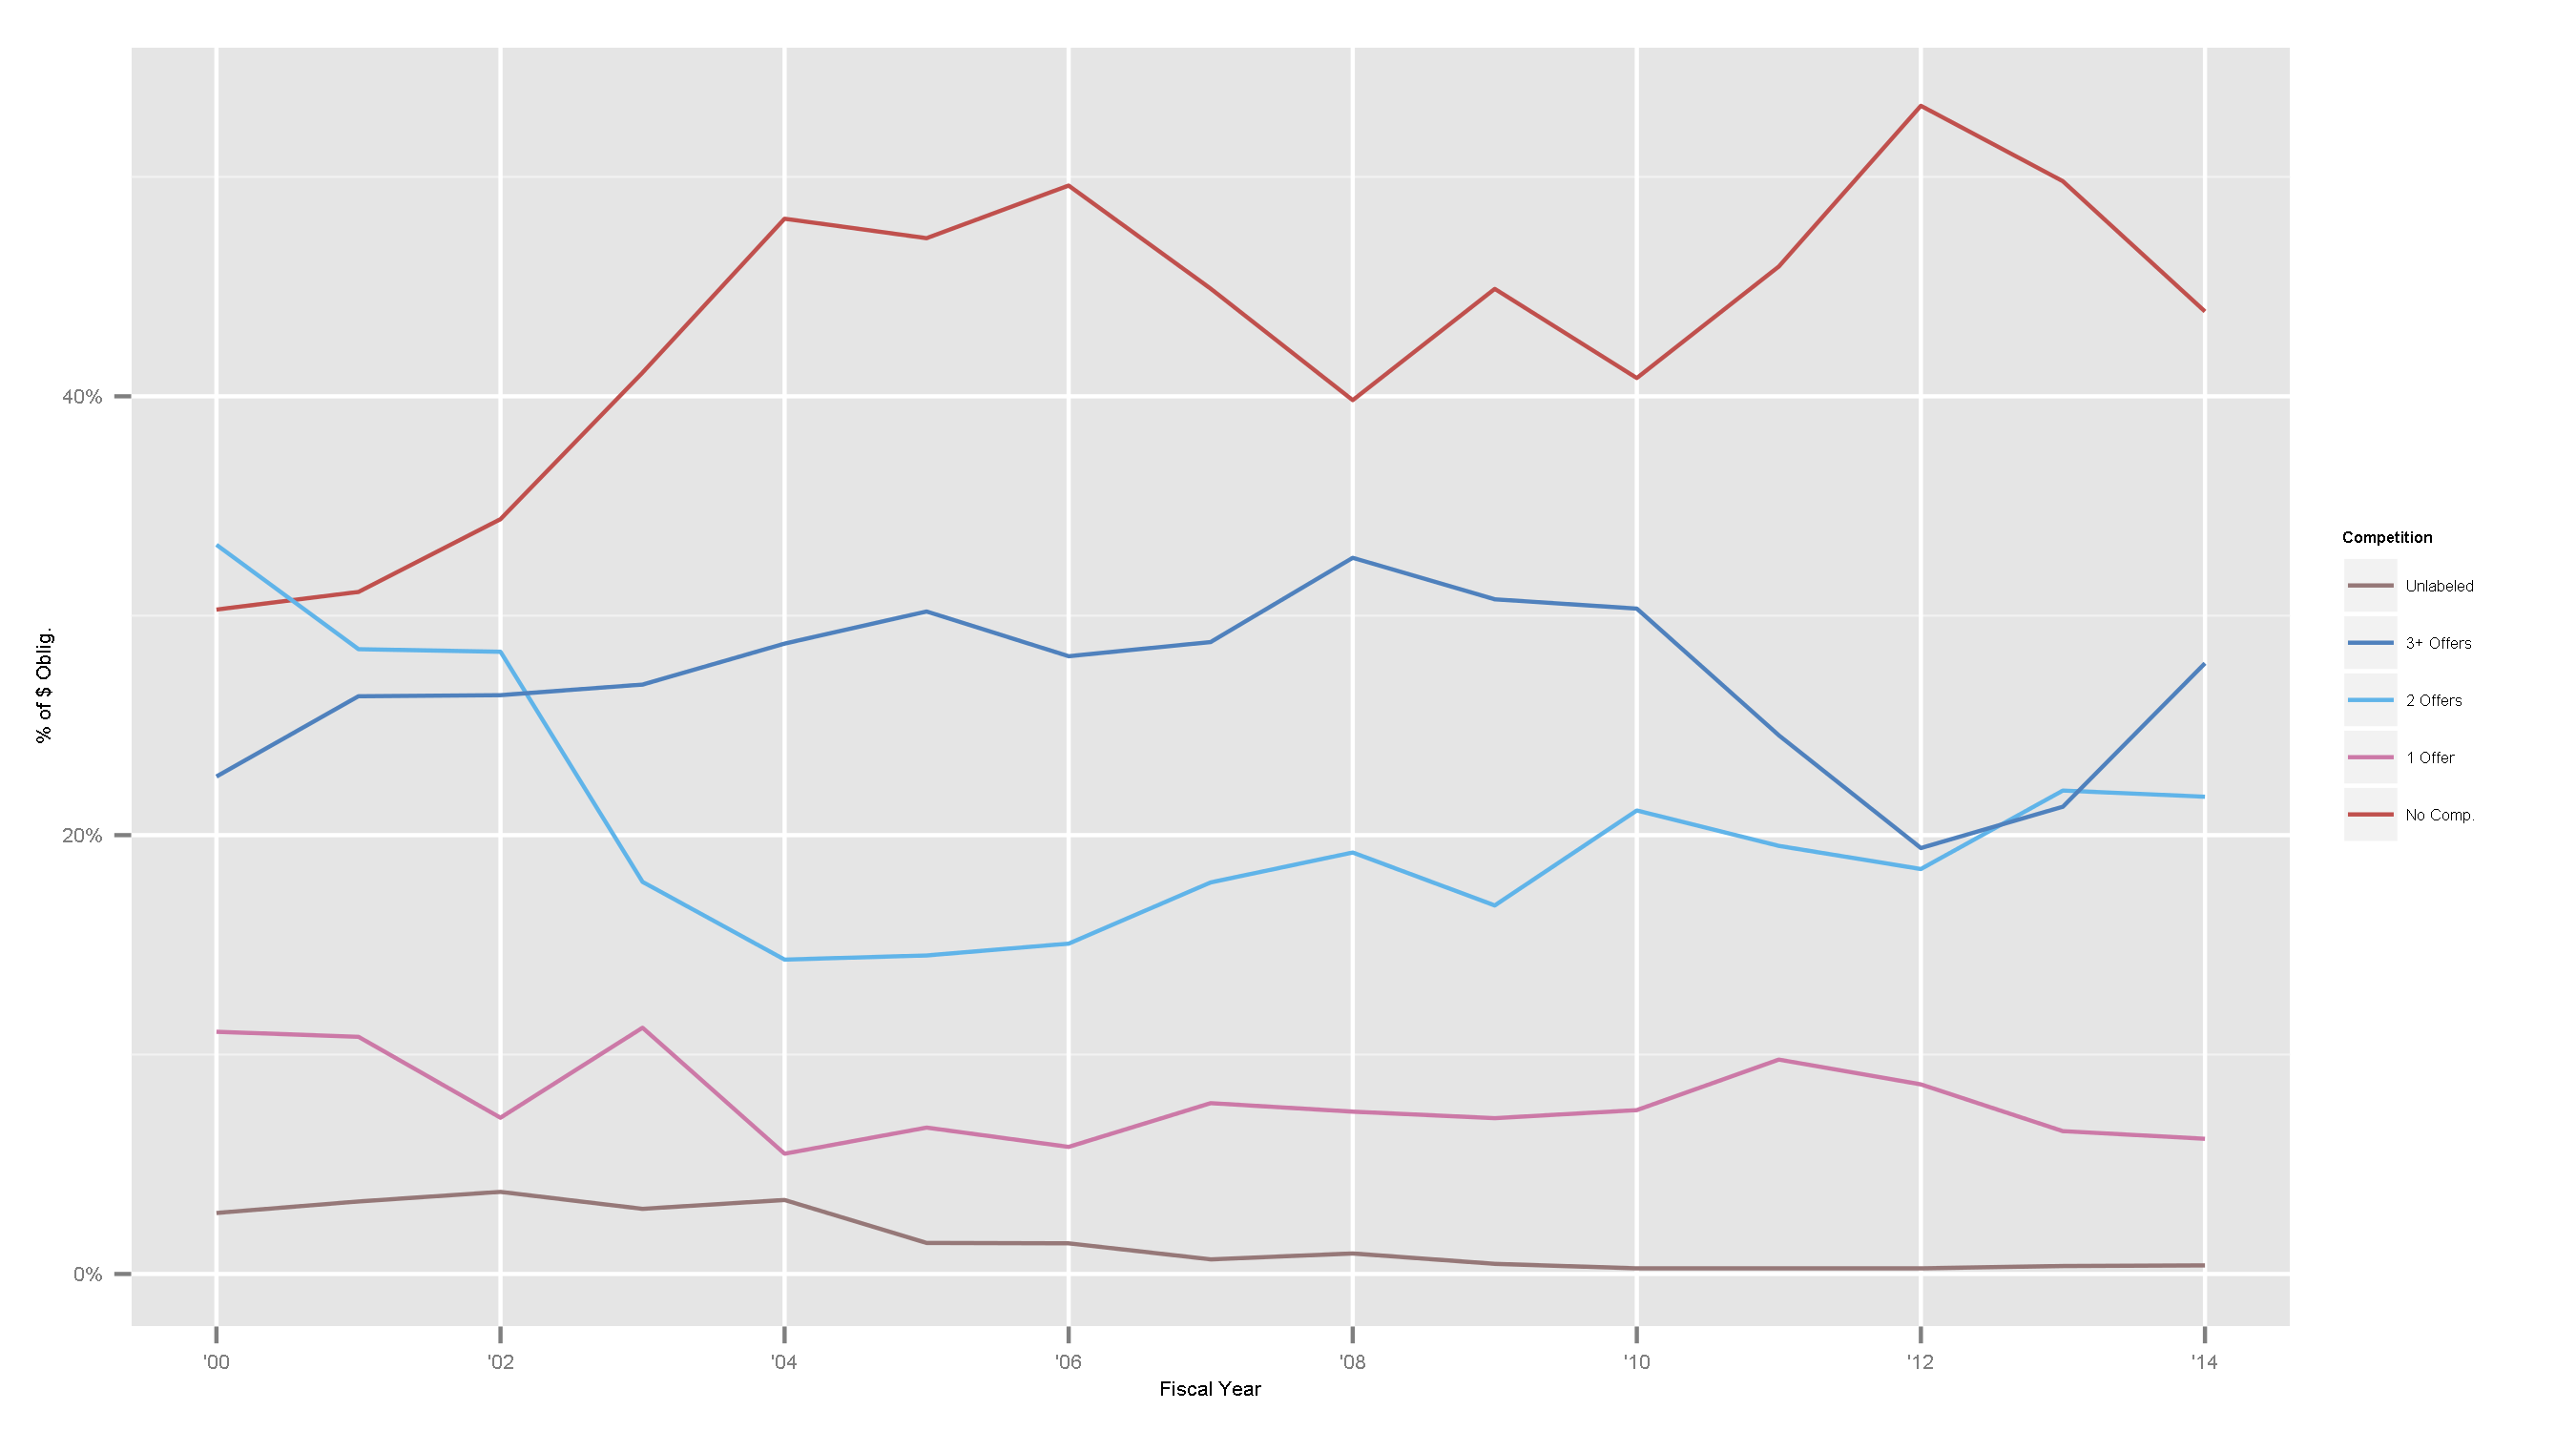 40%
20%
0%
% of $ Oblig.
'00
'02
'04
'06
'08
'10
'12
'14
Fiscal Year
Competition
Unlabeled
3+ Offers
2 Offers
1 Offer
No Comp.